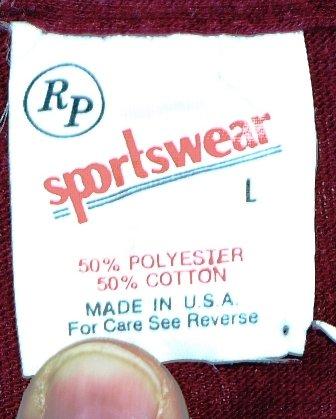 RP
sportswear
L
50% POLYESTER
50% COTTON
MADE IN U.S.A.
For Care See Reverse